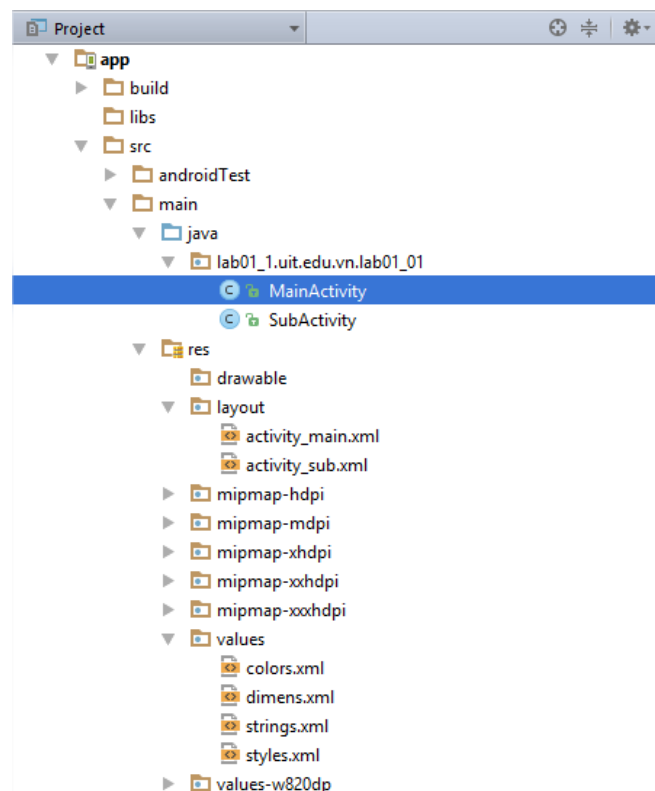 Project
app
build
libs
src
androidTest
main
java
lab01_1.uit.edu.vn.lab01_01
MainActivity
SubActivity
res
drawable
layout
activity_main.xml
activity_sub.xml
mipmap-hdpi
mipmap-mdpi
mipmap-xhdpi
mipmap-xxhdpi
mipmap-xxxhdpi
values
colors.xml
dimens.xml
strings.xml
styles.xml
values-w820dp